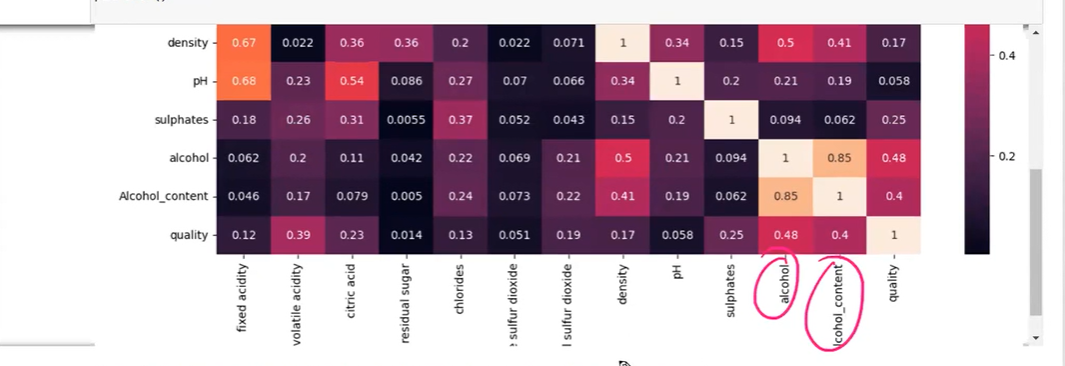 density 0.67 0.022 0.36 0.36 0.2 0.022 0.071 1 0.34 0.15 0.5 0.41 0.17
0.4
pH 0.68 0.23 0.54 0.086 0.27 0.07 0.066 0.34 1 0.2 0.21 0.19 0.058
sulphates 0.18 0.26 0.31 0.0055 0.37 0.052 0.043 0.15 0.2 1 0.094 0.062 0.25
alcohol 0.062 0.2 0.11 0.042 0.22 0.069 0.21 0.5 0.21 0.094 1 0.85 0.48
0.2
Alcohol_content 0.046 0.17 0.079 0.005 0.24 0.073 0.22 0.41 0.19 0.062 0.85 1 0.4
quality 0.12 0.39 0.23 0.014 0.13 0.051 0.19 0.17 0.058 0.25 0.48 0.4 1
fixed acidity
volatile acidity
citric acid
residual sugar
chlorides
e sulfur dioxide
l sulfur dioxide
density
pH
sulphates
alcohol
lcohol_content
quality